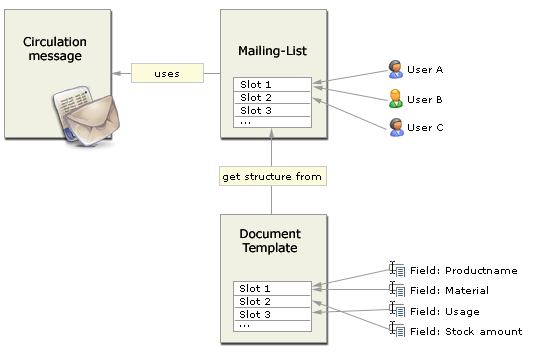 Circulation
message
uses
Mailing-List
Slot 1
Slot 2
Slot 3
...
User A
User B
User C
get structure from
Document
Template
Slot 1
Slot 2
Slot 3
...
Field: Productname
Field: Material
Field: Usage
Field: Stock amount